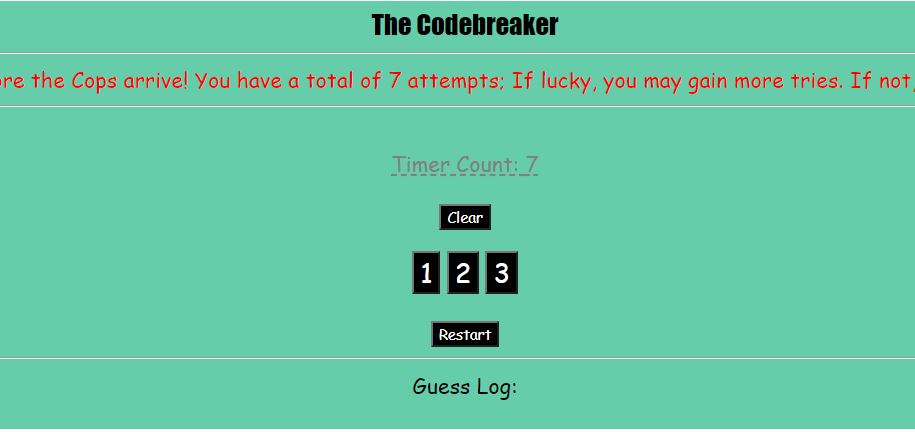 The Codebreaker
the Cops arrive! You have a total of 7 attempts; If lucky, you may gain more tries. If not,
Timer Count: 7
Clear
1 2 3
Restart
Guess Log: